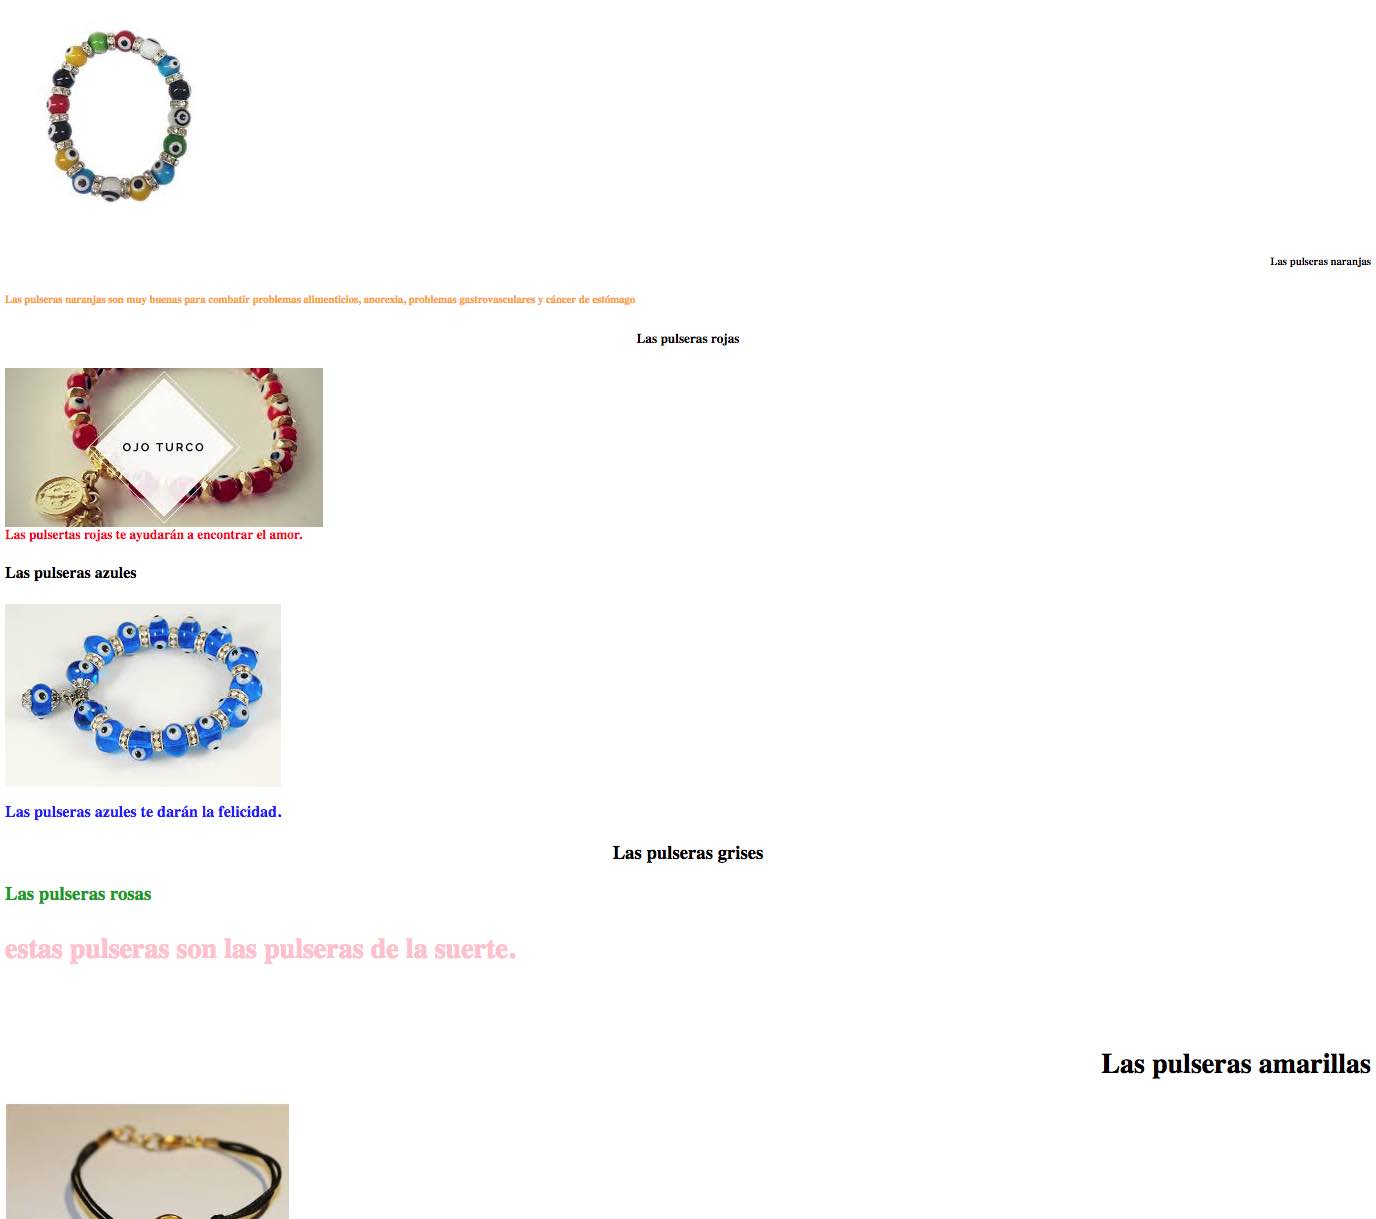 Las pulseras naranjas
Las pulseras naranjas son muy buenas para combatir problemas alimenticios, anorexia, problemas gastrovasculares y cáncer de estómago
Las pulseras rojas
OJO TURCO
Las pulsertas rojas te ayudarán a encontrar el amor.
Las pulseras azules
Las pulseras azules te darán la felicidad.
Las pulseras grises
Las pulseras rosas
estas pulseras son las pulseras de la suerte.
Las pulseras amarillas